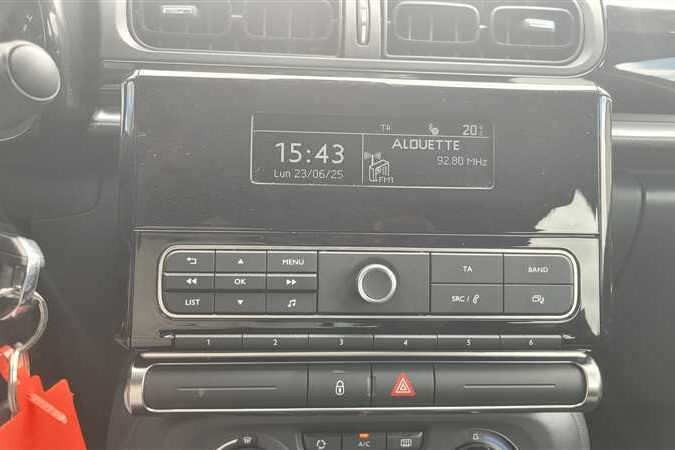 TA 20°C
ALOUETTE
15:43
92.80 MHz
Lun 23/06/25
FM1
MENU
TA
BAND
OK
LIST
SRC /
1 2 3 4 5 6
A/C